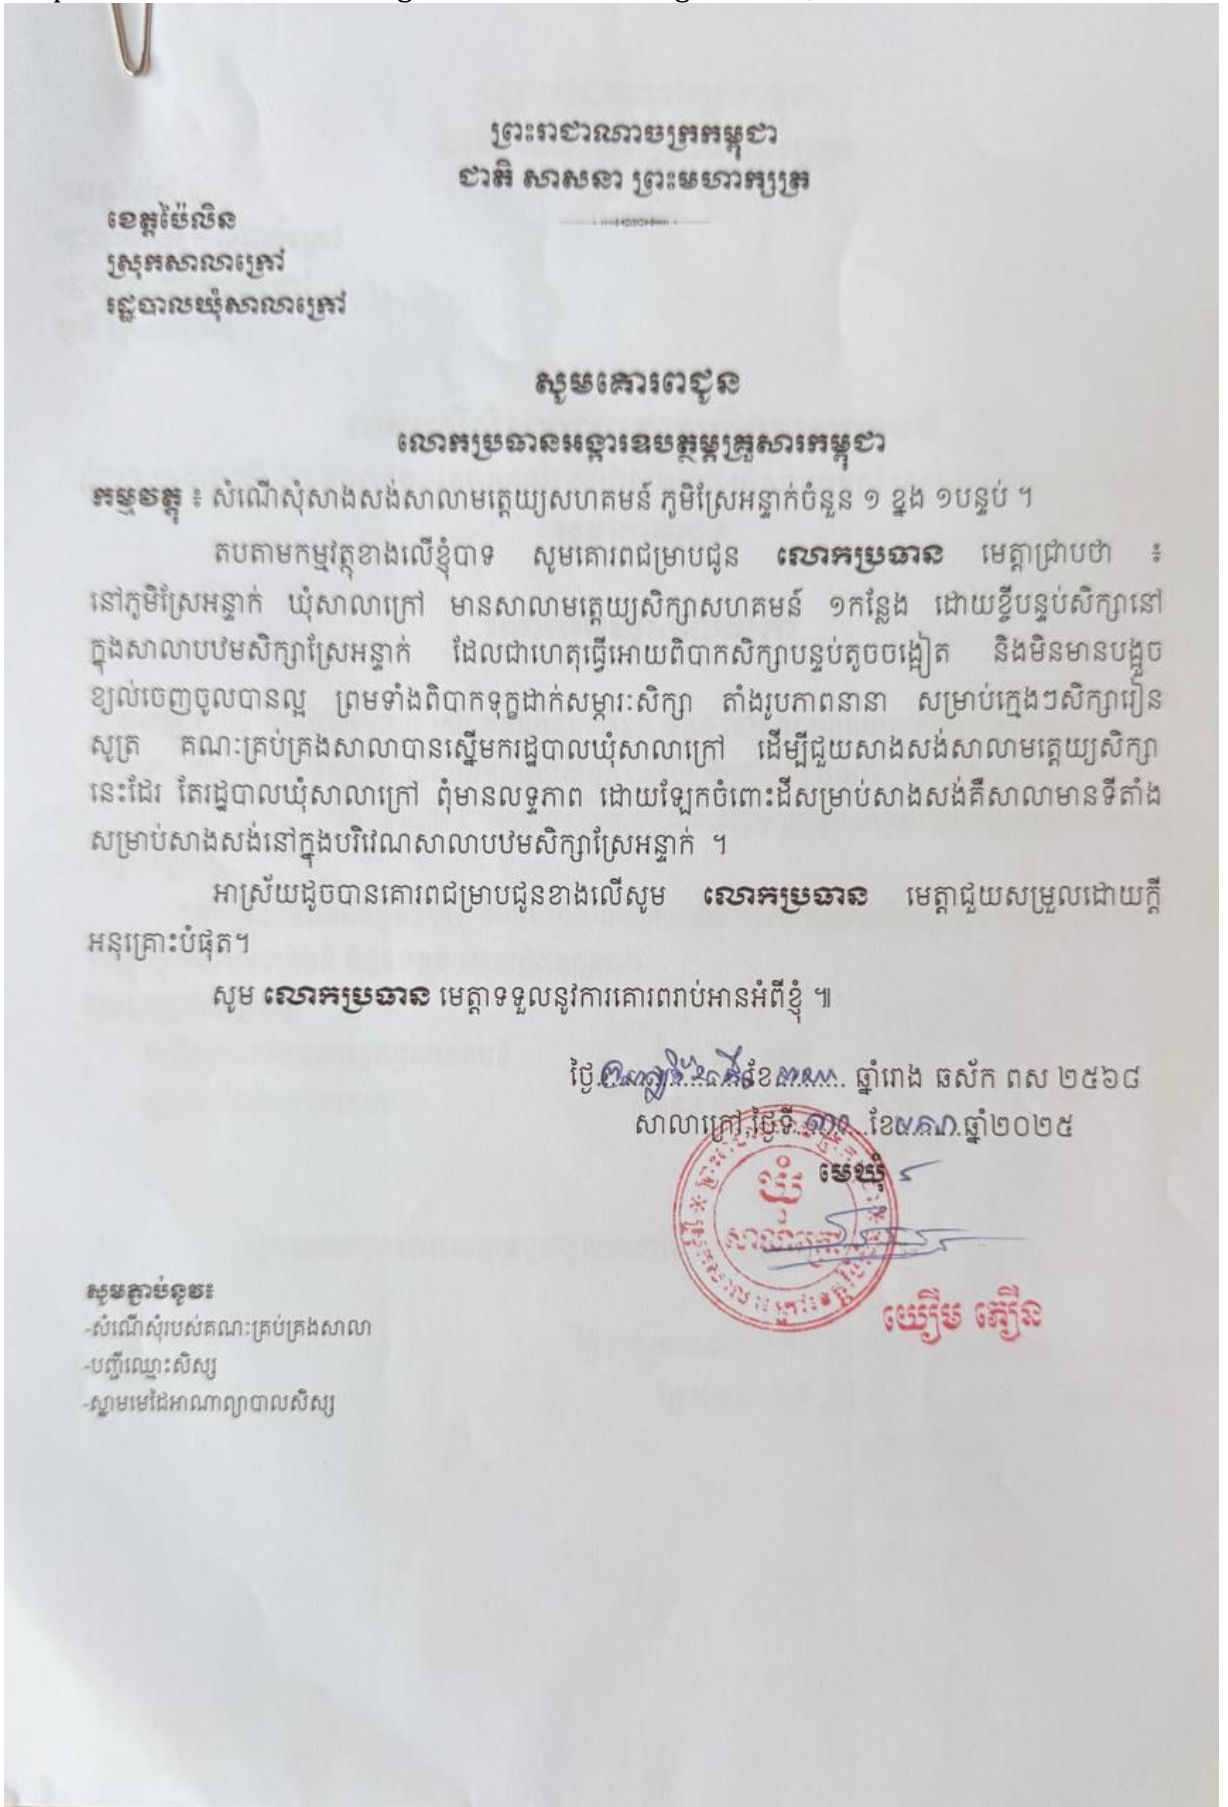 ព្រះរាជាណាចក្រកម្ពុជា
ជាតិ សាសនា ព្រះមហាក្សត្រ
ខេត្តប៉ៃលិន
ស្រុកសាលាក្រៅ
រដ្ឋបាលឃុំសាលាក្រៅ
សូមគោរពជូន
លោកប្រធានអង្ការឧបត្ថម្ភគ្រួសារកម្ពុជា
កម្មវត្ថុ ៖ សំណើសុំសាងសង់សាលាមត្តេយ្យសហគមន៍ ភូមិស្រែអន្ទាក់ចំនួន ១ ខ្នង ១បន្ទប់ ។
តបតាមកម្មវត្ថុខាងលើខ្ញុំបាទ សូមគោរពជម្រាបជូន លោកប្រធាន មេត្តាជ្រាបថា ៖
នៅភូមិស្រែអន្ទាក់ ឃុំសាលាក្រៅ មានសាលាមត្តេយ្យសិក្សាសហគមន៍ ១កន្លែង ដោយខ្ចីបន្ទប់សិក្សានៅ
ក្នុងសាលាបឋមសិក្សាស្រែអន្ទាក់ ដែលជាហេតុធ្វើអោយពិបាកសិក្សាបន្ទប់តូចចង្អៀត និងមិនមានបង្អួច
ខ្យល់ចេញចូលបានល្អ ព្រមទាំងពិបាកទុក្ខដាក់សម្ភារៈសិក្សា តាំងរូបភាពនានា សម្រាប់ក្មេងៗសិក្សារៀន
សូត្រ គណៈគ្រប់គ្រងសាលាបានស្នើមករដ្ឋបាលឃុំសាលាក្រៅ ដើម្បីជួយសាងសង់សាលាមត្តេយ្យសិក្សា
នេះដែរ តែរដ្ឋបាលឃុំសាលាក្រៅ ពុំមានលទ្ធភាព ដោយឡែកចំពោះដីសម្រាប់សាងសង់គឺសាលាមានទីតាំង
សម្រាប់សាងសង់នៅក្នុងបរិវេណសាលាបឋមសិក្សាស្រែអន្ទាក់ ។
អាស្រ័យដូចបានគោរពជម្រាបជូនខាងលើសូម លោកប្រធាន មេត្តាជួយសម្រួលដោយក្តី
អនុគ្រោះបំផុត។
សូម លោកប្រធាន មេត្តាទទួលនូវការគោរពរាប់អានអំពីខ្ញុំ ៕
ថ្ងៃ ខែ ឆ្នាំរោង ឆស័ក ពស ២៥៦៨
សាលាក្រៅ,ថ្ងៃទី ខែមករា ឆ្នាំ២០២៥
មេឃុំ
ឃុំ
សាលាក្រៅ
យឿម ភឿន
សូមភ្ជាប់នូវ៖
-សំណើសុំរបស់គណៈគ្រប់គ្រងសាលា
-បញ្ជីឈ្មោះសិស្ស
-ស្នាមមេដៃអាណាព្យាបាលសិស្ស